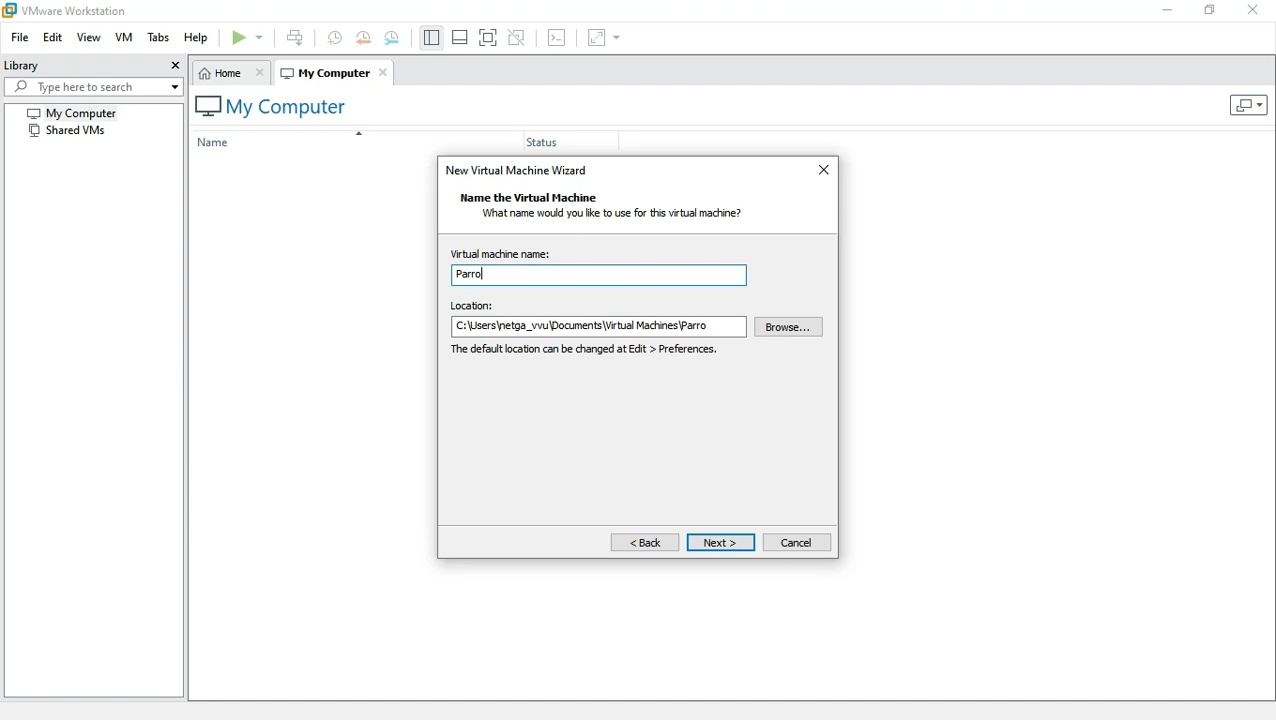 VMware Workstation
File Edit View VM Tabs Help
Library
Type here to search
My Computer
Shared VMs
Home My Computer
My Computer
Name Status
New Virtual Machine Wizard
Name the Virtual Machine
What name would you like to use for this virtual machine?
Virtual machine name:
Parro
Location:
C:\Users\netga_vvu\Documents\Virtual Machines\Parro
Browse...
The default location can be changed at Edit > Preferences.
< Back Next > Cancel